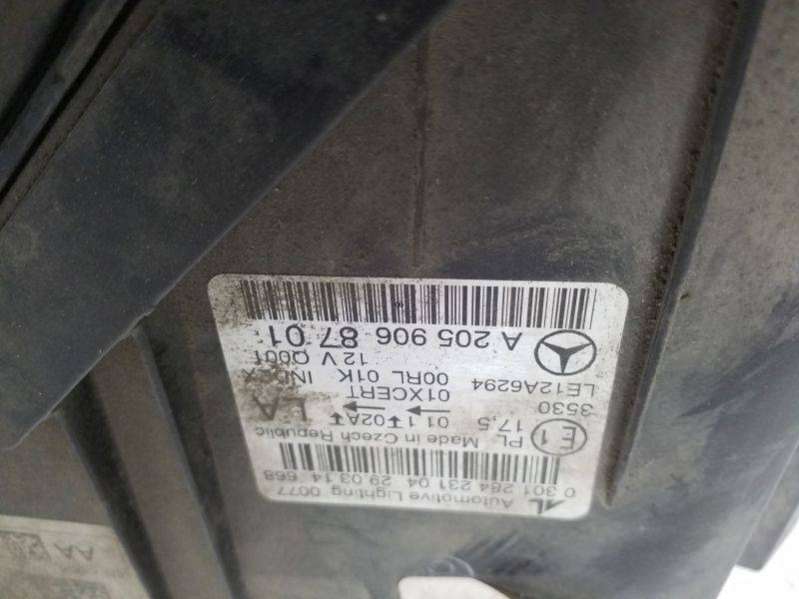 AL Automotive Lighting 0077
0 301 284 231 04 29 03 14 668
Made in Czech Republic
E1 PL 01 1 02A LA
17,5
3530 01XCERT
LE12A6294 00RL 01K INDEX
12 V Q001
A 205 906 87 01
AA